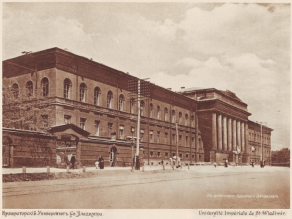 Императорскій Университетъ Св. Владиміра.
Université Impériale de St-Wladimir.